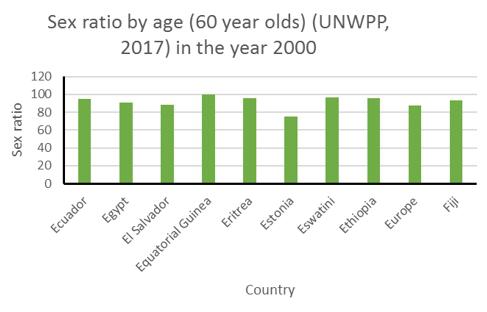 Sex ratio by age (60 year olds) (UNWPP,
2017) in the year 2000
120
100
80
60
40
20
0
Sex ratio
Ecuador
Egypt
El Salvador
Equatorial Guinea
Eritrea
Estonia
Eswatini
Ethiopia
Europe
Fiji
Country